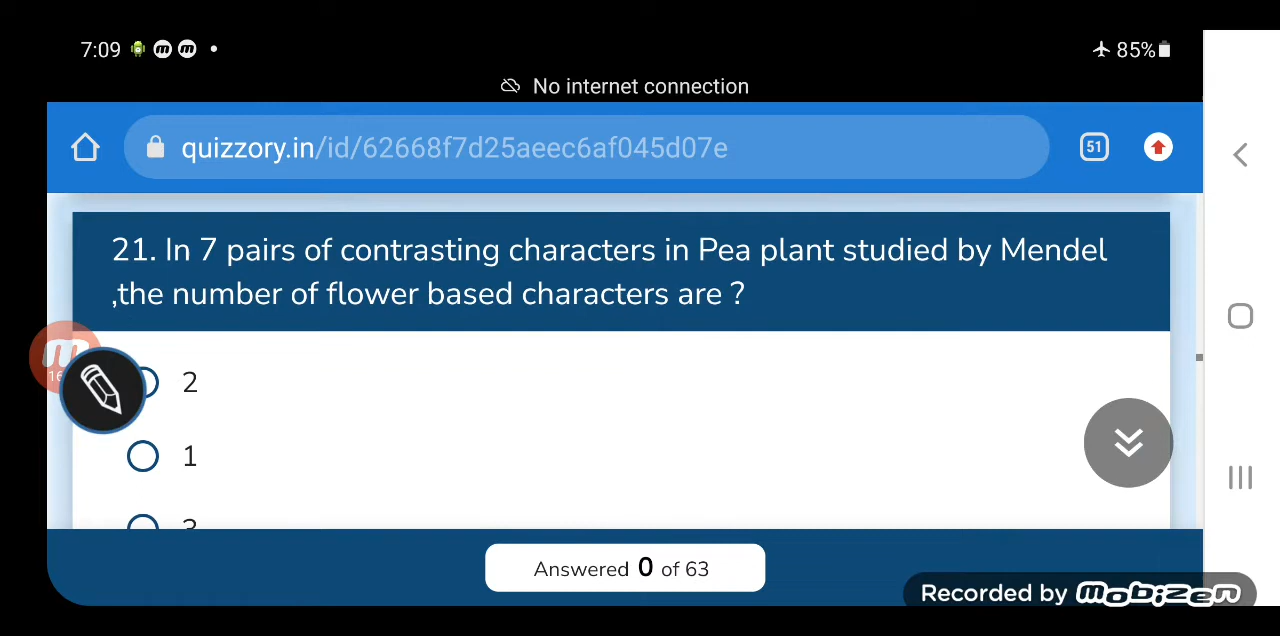 7:09
85%
No internet connection
quizzory.in/id/62668f7d25aeec6af045d07e
51
21. In 7 pairs of contrasting characters in Pea plant studied by Mendel
,the number of flower based characters are ?
2
1
Answered 0 of 63
Recorded by mobizen